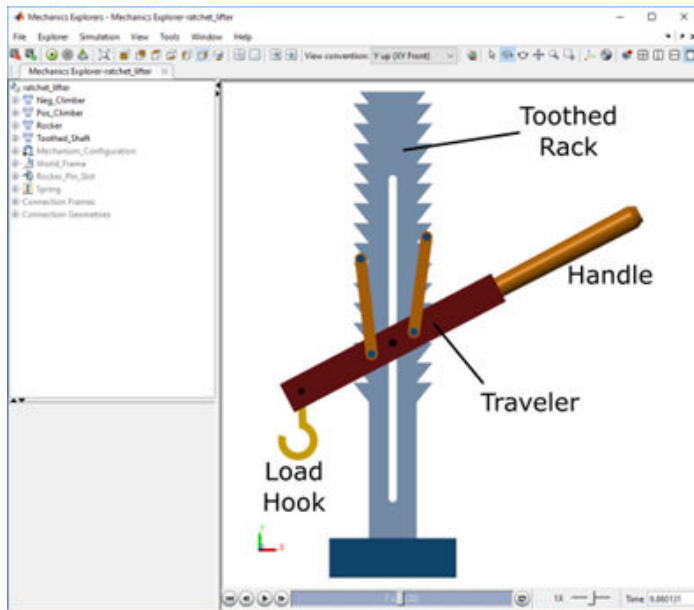 Mechanics Explorers - Mechanics Explorer-ratchet_lifter
File Explorer Simulation View Tools Window Help
View convention: Y up (XY Front)
Mechanics Explorer-ratchet_lifter
ratchet_lifter
Neg_Climber
Pos_Climber
Rocker
Toothed_Shaft
Mechanism_Configuration
World_Frame
Rocker_Pin_Slot
Spring
Connection Frames
Connection Geometries
Toothed
Rack
Handle
Traveler
Load
Hook
1X
Time